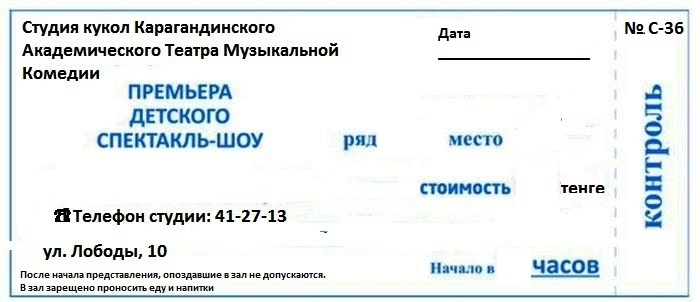 Студия кукол Карагандинского
Академического Театра Музыкальной
Комедии
Дата
№ С-36
ПРЕМЬЕРА
ДЕТСКОГО
СПЕКТАКЛЬ-ШОУ
ряд место
стоимость тенге
☎Телефон студии: 41-27-13
ул. Лободы, 10
Начало в часов
После начала представления, опоздавшие в зал не допускаются.
В зал зарещено проносить еду и напитки
контроль